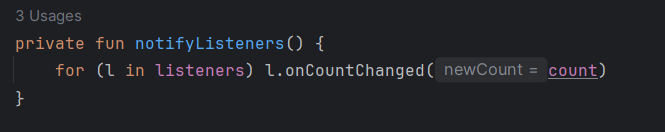 3 Usages
private fun notifyListeners() {
for (l in listeners) l.onCountChanged( newCount = count)
}